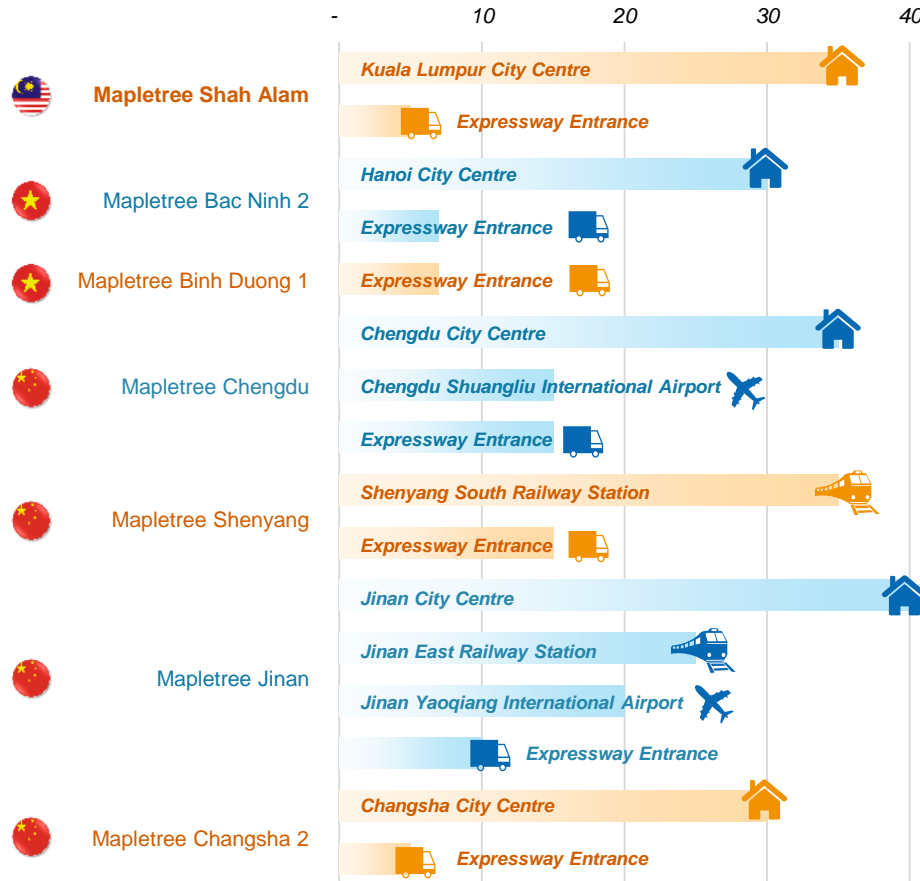 - 10 20 30 40
Kuala Lumpur City Centre
Mapletree Shah Alam
Expressway Entrance
Hanoi City Centre
Mapletree Bac Ninh 2
Expressway Entrance
Mapletree Binh Duong 1
Expressway Entrance
Chengdu City Centre
Mapletree Chengdu
Chengdu Shuangliu International Airport
Expressway Entrance
Shenyang South Railway Station
Mapletree Shenyang
Expressway Entrance
Jinan City Centre
Jinan East Railway Station
Mapletree Jinan
Jinan Yaoqiang International Airport
Expressway Entrance
Changsha City Centre
Mapletree Changsha 2
Expressway Entrance